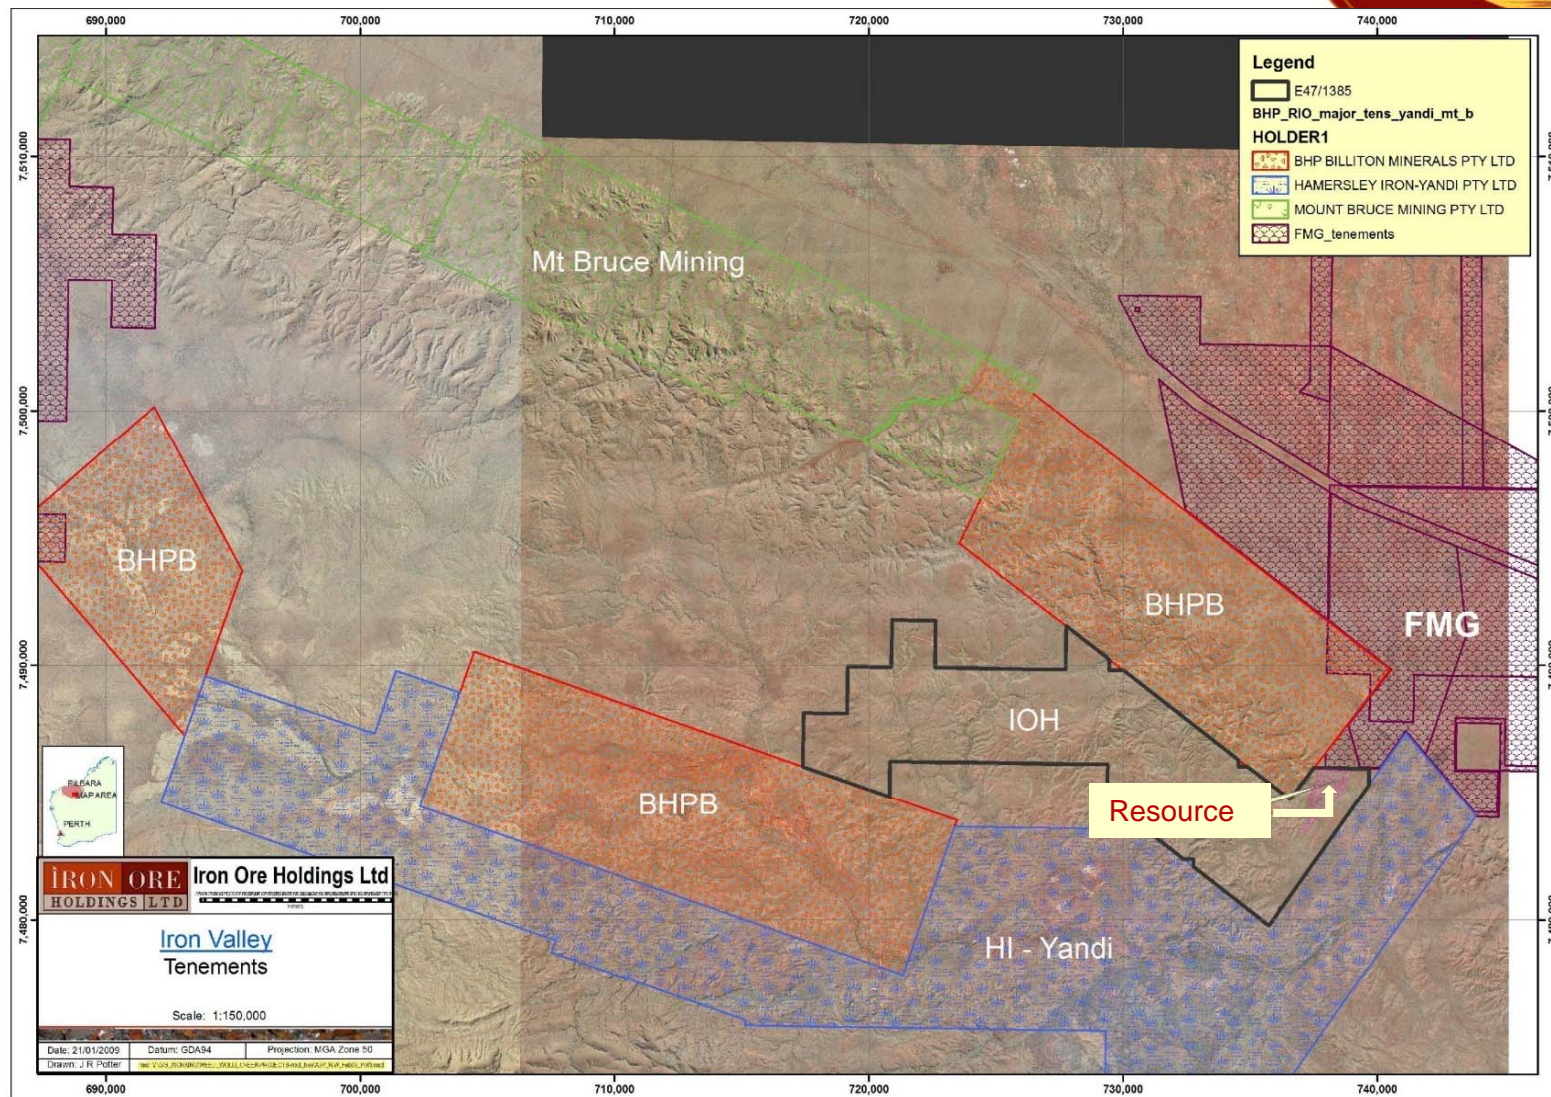 690,000
700,000
710,000
720,000
730,000
740,000
Legend
E47/1385
BHP_RIO_major_tens_yandi_mt_b
HOLDER1
BHP BILLITON MINERALS PTY LTD
HAMERSLEY IRON-YANDI PTY LTD
MOUNT BRUCE MINING PTY LTD
FMG_tenements
7,510,000
7,500,000
7,490,000
7,480,000
Mt Bruce Mining
BHPB
BHPB
FMG
IOH
BHPB
Resource
HI - Yandi
PILBARA
MAP AREA
PERTH
IRON ORE
HOLDINGS LTD
Iron Ore Holdings Ltd
Iron Valley
Tenements
Scale: 1:150,000
Date: 21/01/2009
Datum: GDA94
Projection: MGA Zone 50
Drawn: J R Potter
690,000
700,000
710,000
720,000
730,000
740,000